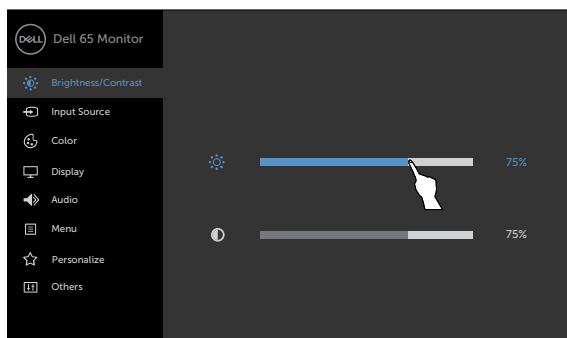 DELL Dell 65 Monitor
Brightness/Contrast
Input Source
Color
Display
75%
Audio
Menu
75%
Personalize
Others